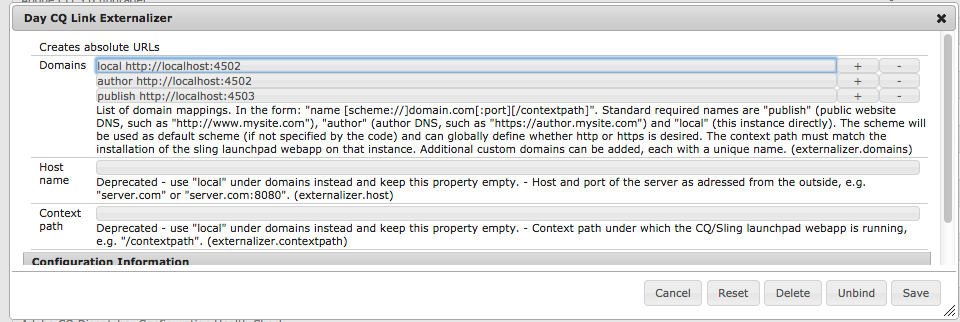 Day CQ Link Externalizer
Creates absolute URLs
Domains
local http://localhost:4502
+ -
author http://localhost:4502
+ -
publish http://localhost:4503
+ -
List of domain mappings. In the form: "name [scheme://]domain.com[:port][/contextpath]". Standard required names are "publish" (public website
DNS, such as "http://www.mysite.com"), "author" (author DNS, such as "https://author.mysite.com") and "local" (this instance directly). The scheme will
be used as default scheme (if not specified by the code) and can globally define whether http or https is desired. The context path must match the
installation of the sling launchpad webapp on that instance. Additional custom domains can be added, each with a unique name. (externalizer.domains)
Host
name
Deprecated - use "local" under domains instead and keep this property empty. - Host and port of the server as adressed from the outside, e.g.
"server.com" or "server.com:8080". (externalizer.host)
Context
path
Deprecated - use "local" under domains instead and keep this property empty. - Context path under which the CQ/Sling launchpad webapp is running,
e.g. "/contextpath". (externalizer.contextpath)
Configuration Information
Cancel Reset Delete Unbind Save